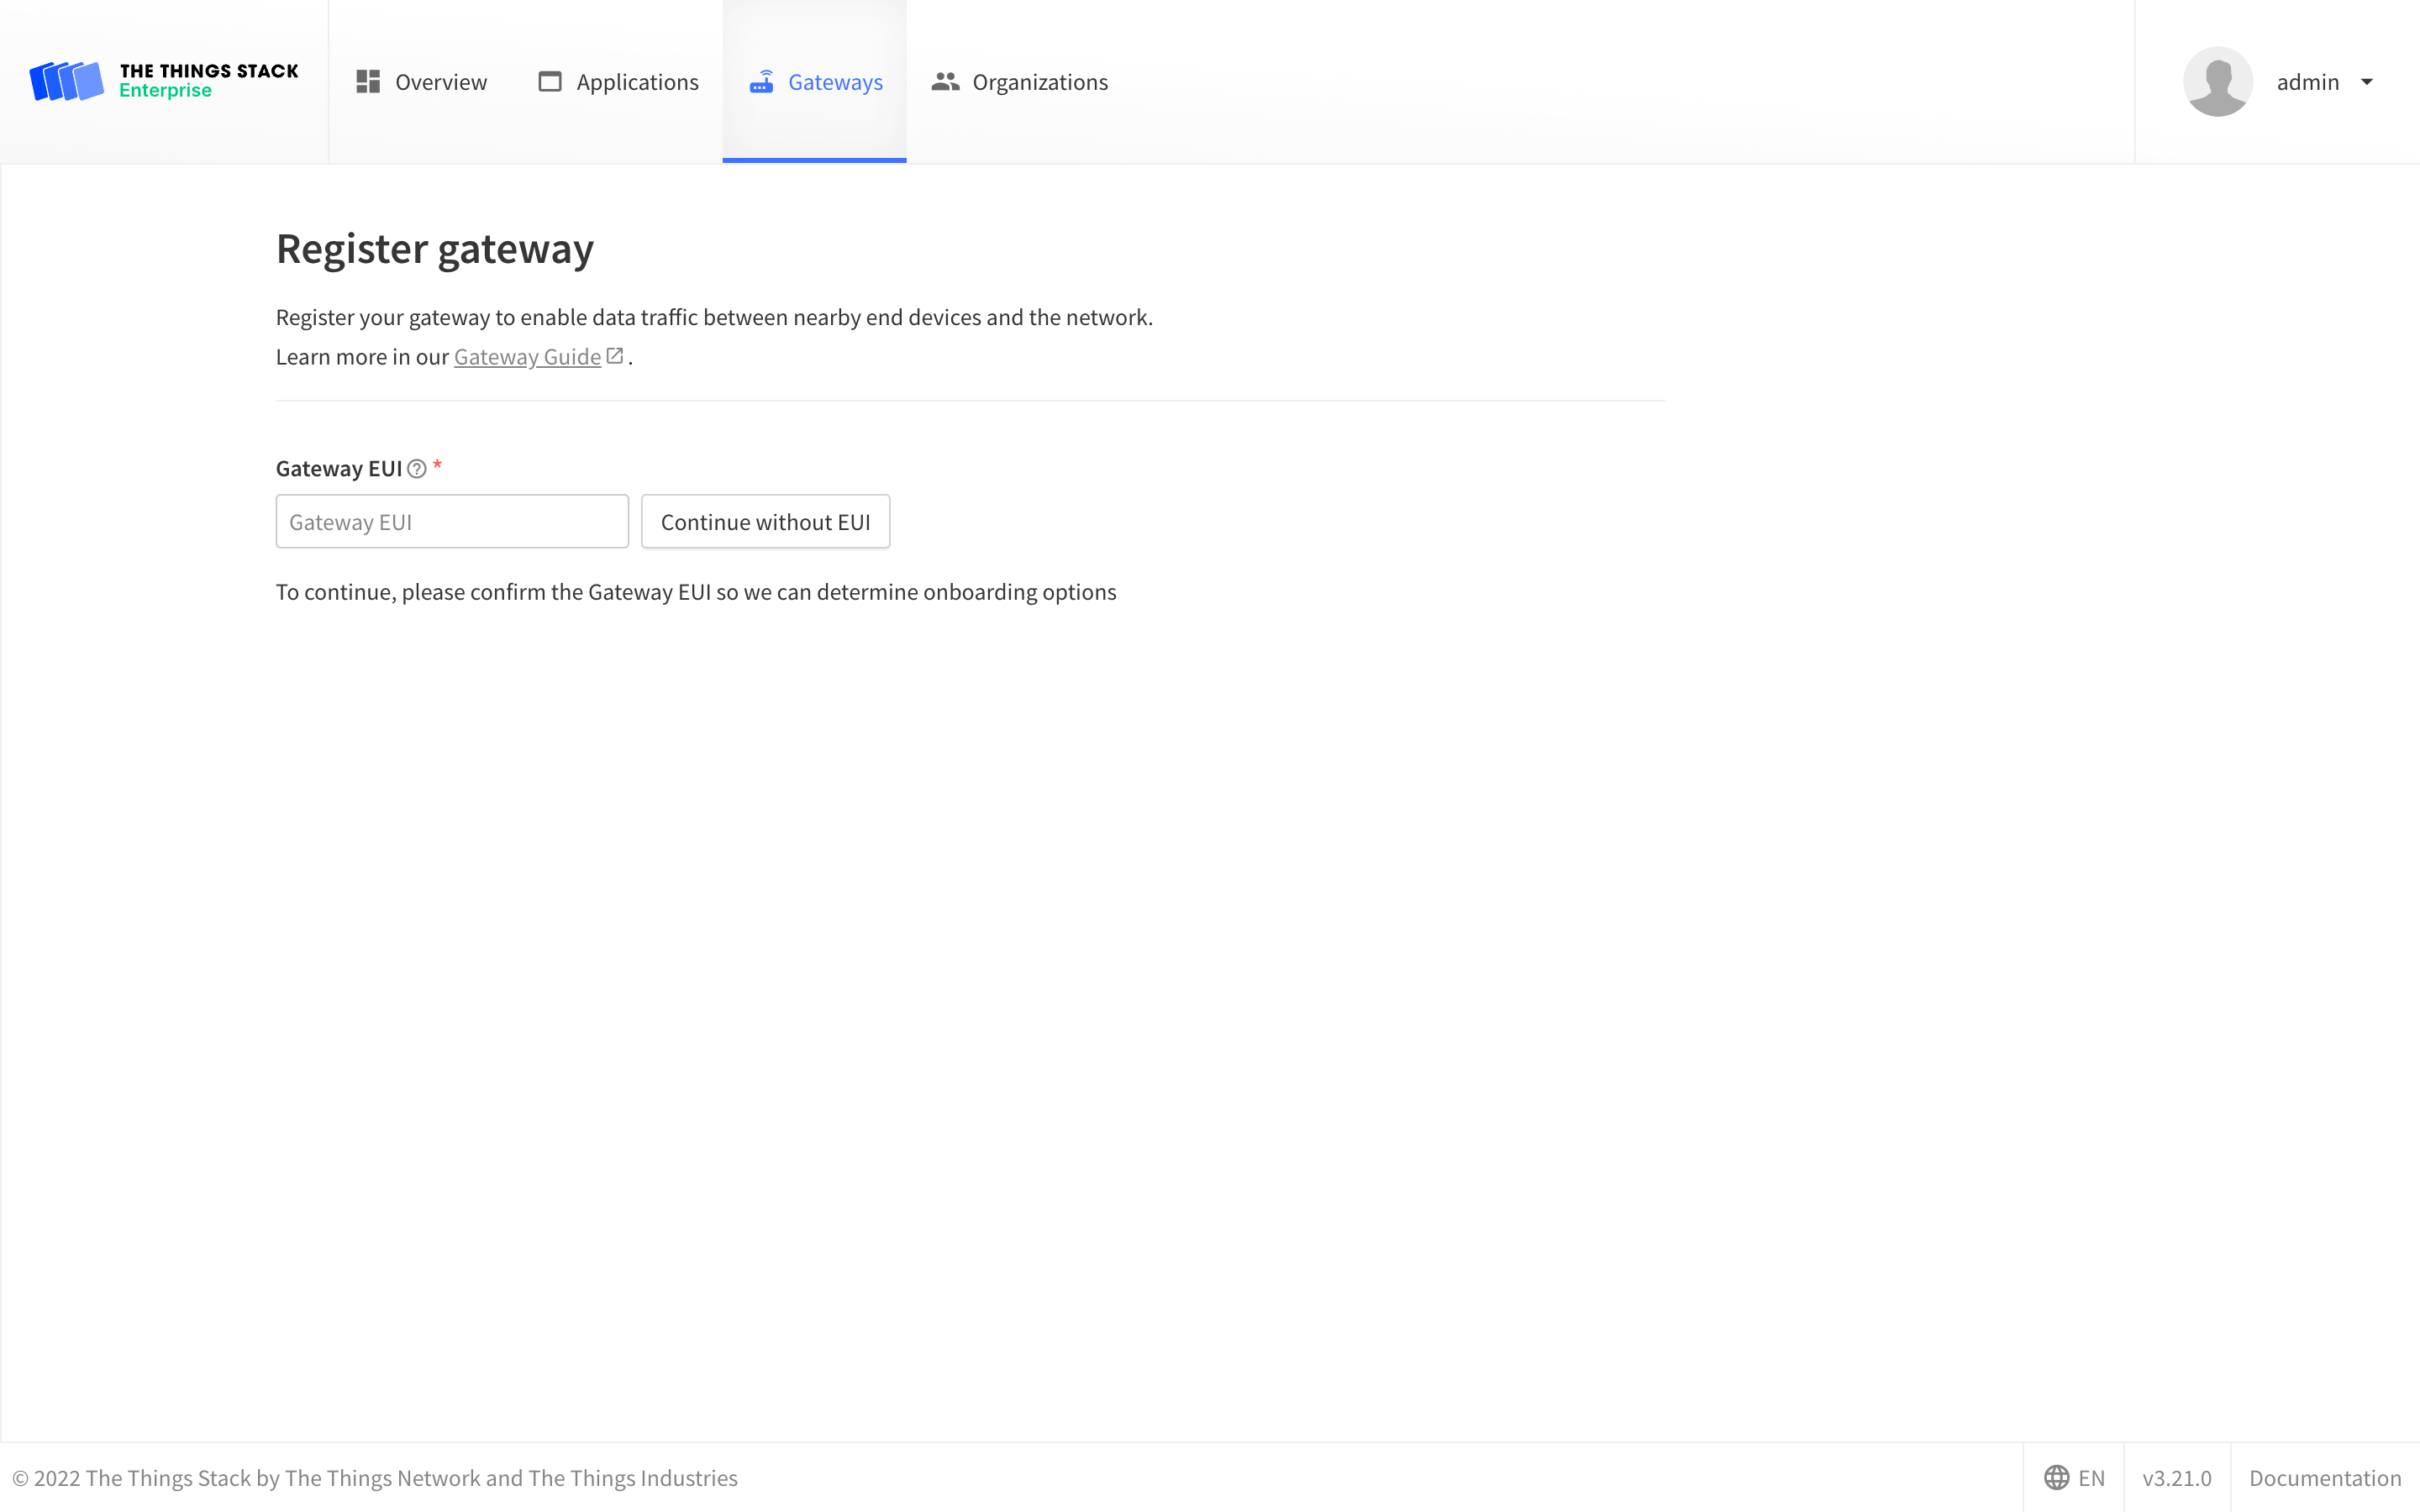 THE THINGS STACK
Enterprise
Overview
Applications
Gateways
Organizations
admin
Register gateway
Register your gateway to enable data traffic between nearby end devices and the network.
Learn more in our Gateway Guide .
Gateway EUI *
Gateway EUI
Continue without EUI
To continue, please confirm the Gateway EUI so we can determine onboarding options
© 2022 The Things Stack by The Things Network and The Things Industries
EN
v3.21.0
Documentation